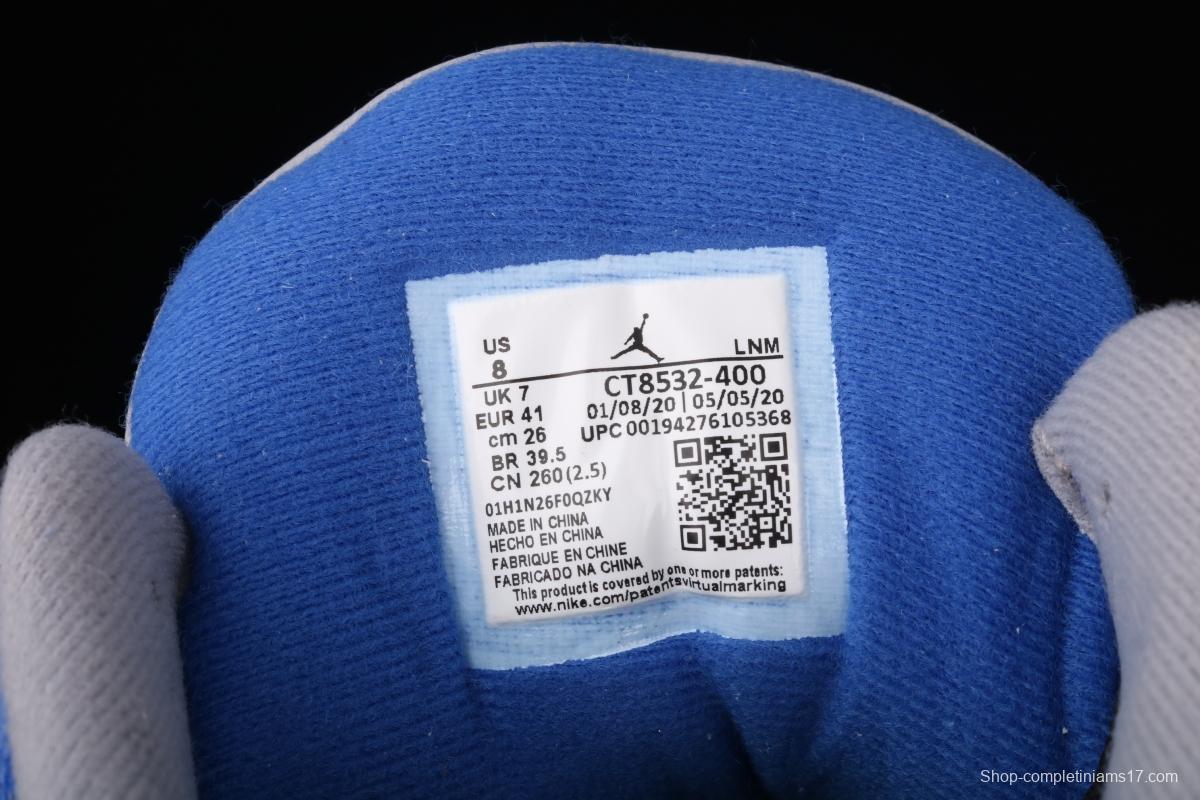 US
LNM
8
UK 7
CT8532-400
EUR 41
01/08/20 | 05/05/20
cm 26
UPC 00194276105368
BR 39.5
CN 260(2.5)
01H1N26F0QZKY
MADE IN CHINA
HECHO EN CHINA
FABRIQUE EN CHINE
FABRICADO NA CHINA
This product is covered by one or more patents:
www.nike.com/patentsvirtualmarking
Shop-completiniams17.com